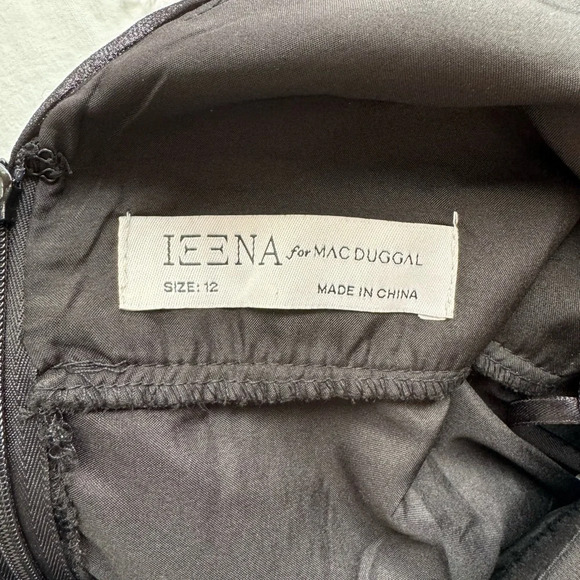 IEENA for MAC DUGGAL
SIZE: 12
MADE IN CHINA